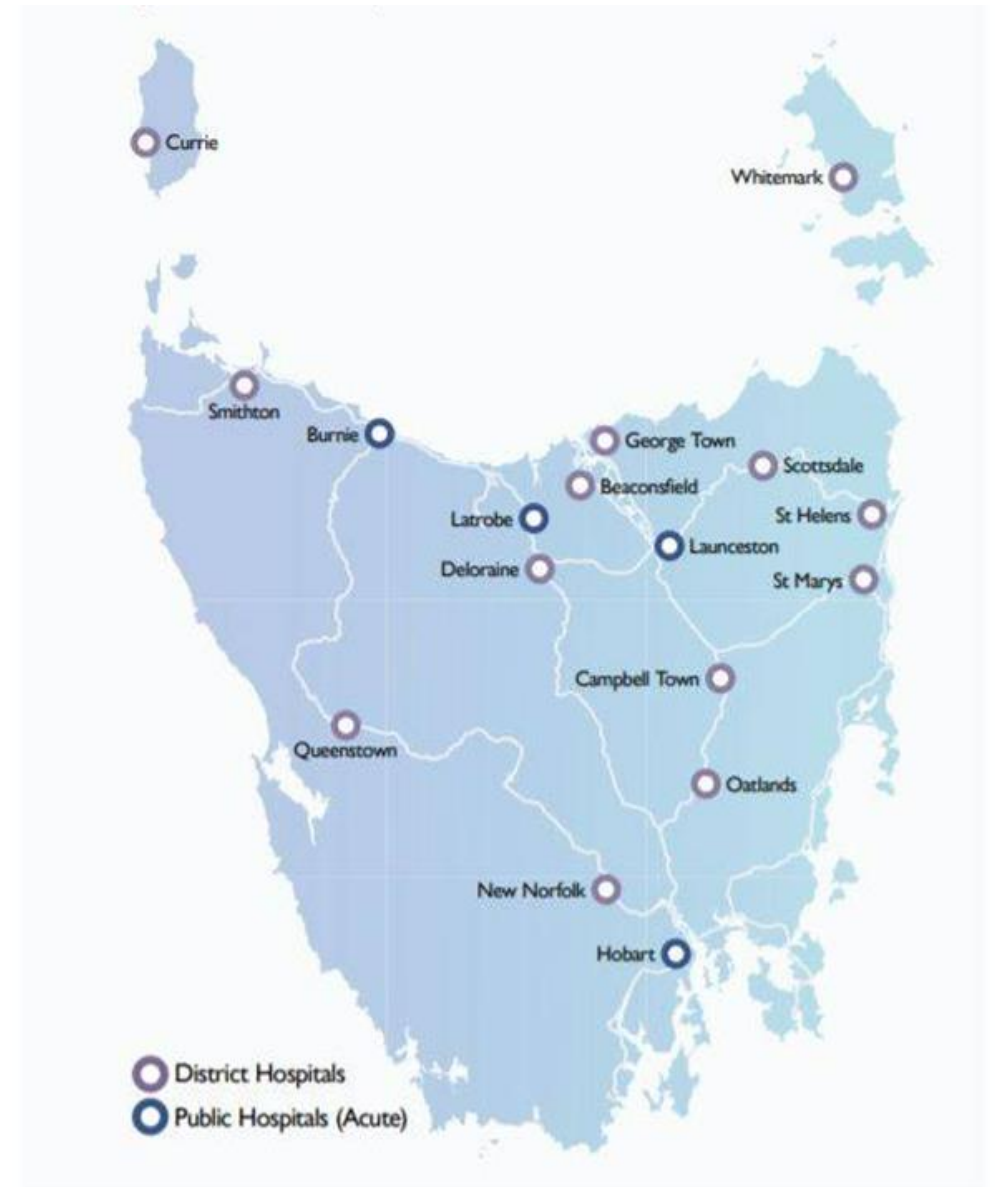 Currie
Whitemark
Smithton
Burnie
George Town
Scottsdale
Beaconsfield
St Helens
Latrobe
Launceston
Deloraine
St Marys
Campbell Town
Queenstown
Oatlands
New Norfolk
Hobart
District Hospitals
Public Hospitals (Acute)